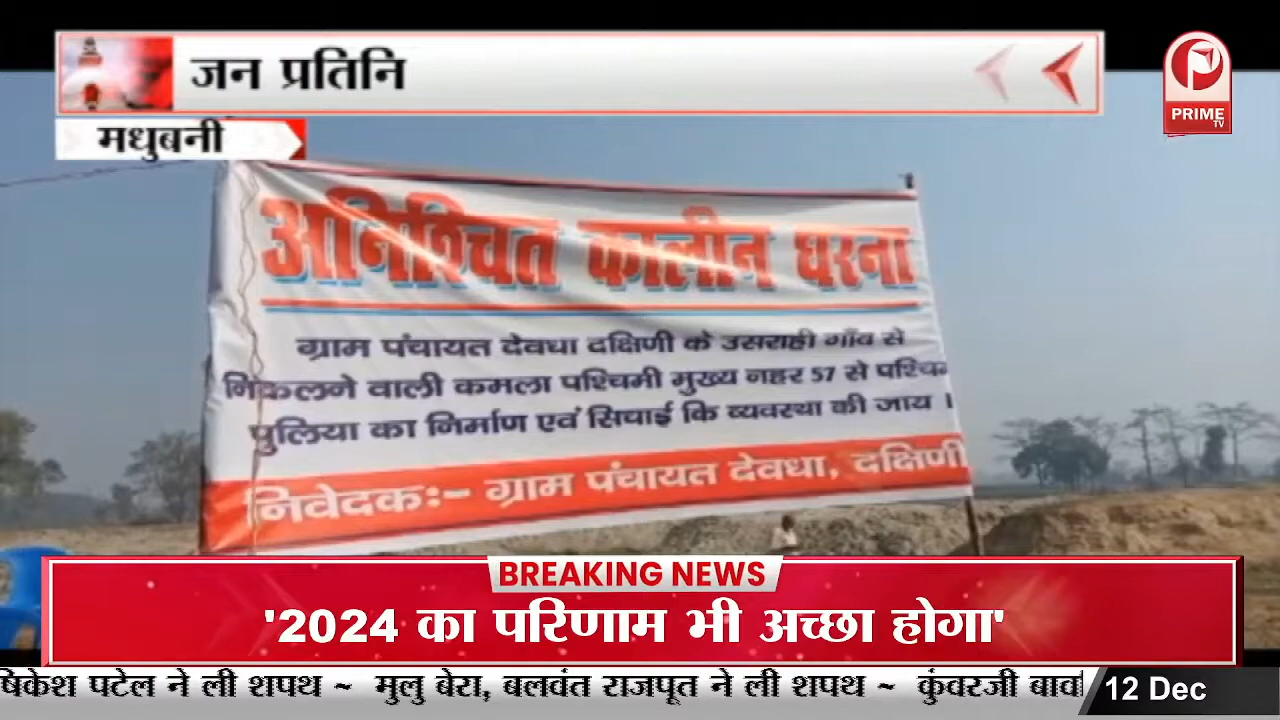 जन प्रतिनि
मधुबनी
PRIME
TV
अनिश्चित कालीन धरना
ग्राम पंचायत देवधा दक्षिणी के उसराही गाँव से
निकलने वाली कमला पश्चिमी मुख्य नहर 57 से पश्चिम
पुलिया का निर्माण एवं सिचाई कि व्यवस्था की जाय ।
निवेदकः- ग्राम पंचायत देवधा, दक्षिणी
BREAKING NEWS
'2024 का परिणाम भी अच्छा होगा'
षिकेश पटेल ने ली शपथ ~ मुलु बेरा, बलवंत राजपूत ने ली शपथ ~ कुंवरजी बाव
12 Dec